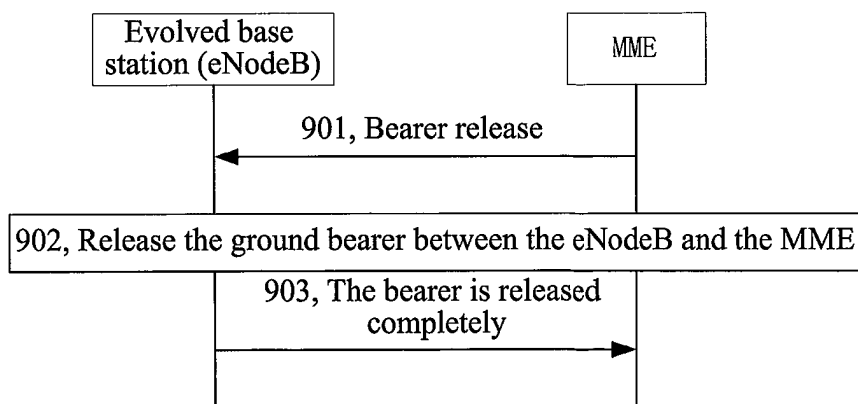 Evolved base
station (eNodeB)
MME
901, Bearer release
902, Release the ground bearer between the eNodeB and the MME
903, The bearer is released
completely